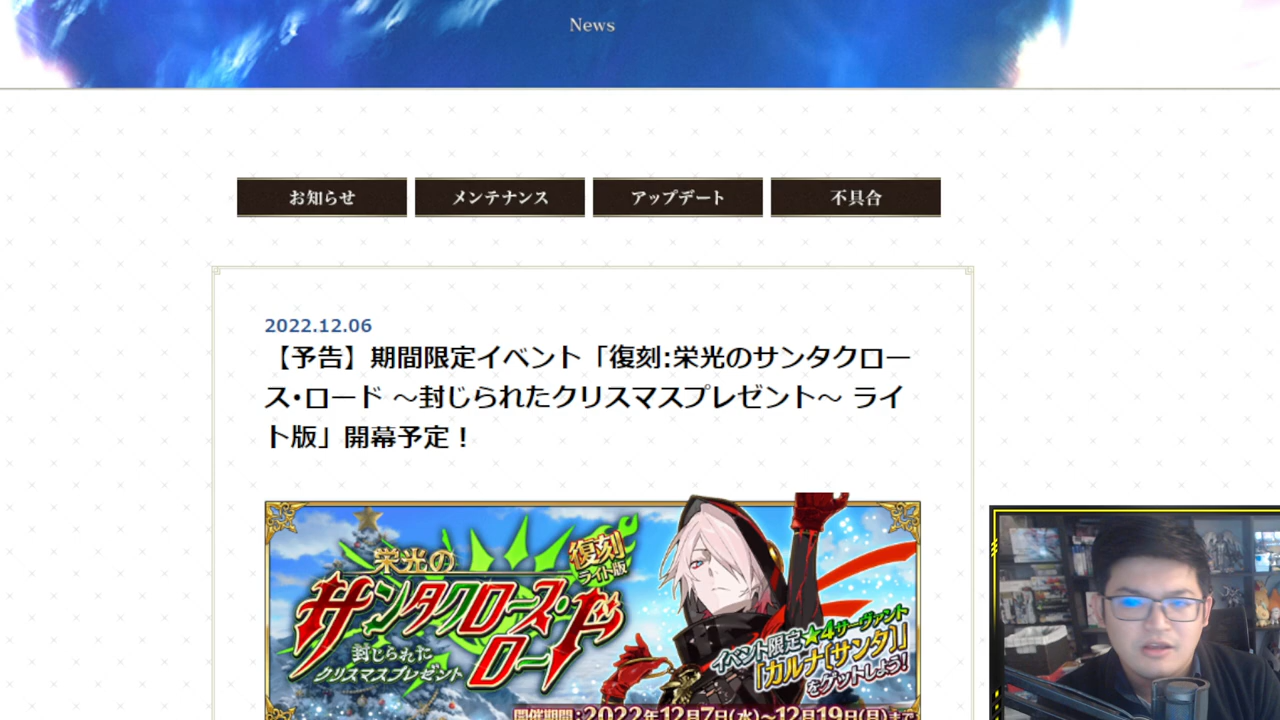 News
お知らせ
メンテナンス
アップデート
不具合
2022.12.06
【予告】期間限定イベント「復刻:栄光のサンタクロー
ス･ロード ～封じられたクリスマスプレゼント～ ライ
ト版」開幕予定！
栄光の
復刻
ライト版
サンタクロース・
ロード
封じられた
クリスマスプレゼント
イベント限定★4サーヴァント
「カルナ〔サンタ〕」
をゲットしよう!
開催期間：2022年12月7日(水)～12月19日(月)まで